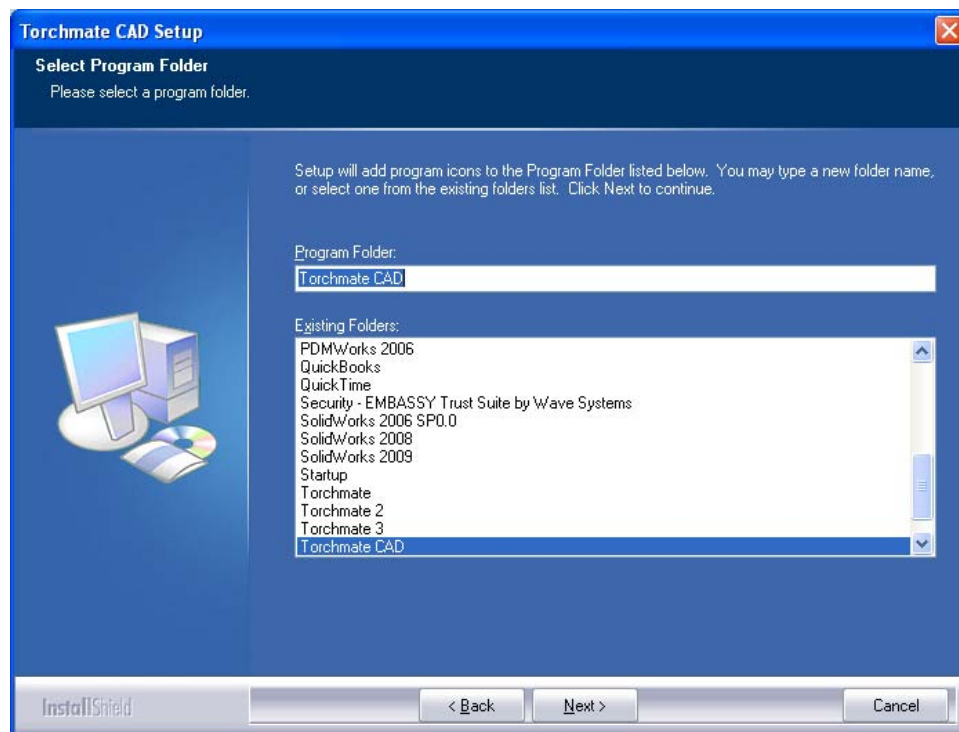 Torchmate CAD Setup
Select Program Folder
Please select a program folder.
Setup will add program icons to the Program Folder listed below. You may type a new folder name,
or select one from the existing folders list. Click Next to continue.
Program Folder:
Torchmate CAD
Existing Folders:
PDMWorks 2006
QuickBooks
QuickTime
Security - EMBASSY Trust Suite by Wave Systems
SolidWorks 2006 SP0.0
SolidWorks 2008
SolidWorks 2009
Startup
Torchmate
Torchmate 2
Torchmate 3
Torchmate CAD
InstallShield
< Back
Next >
Cancel